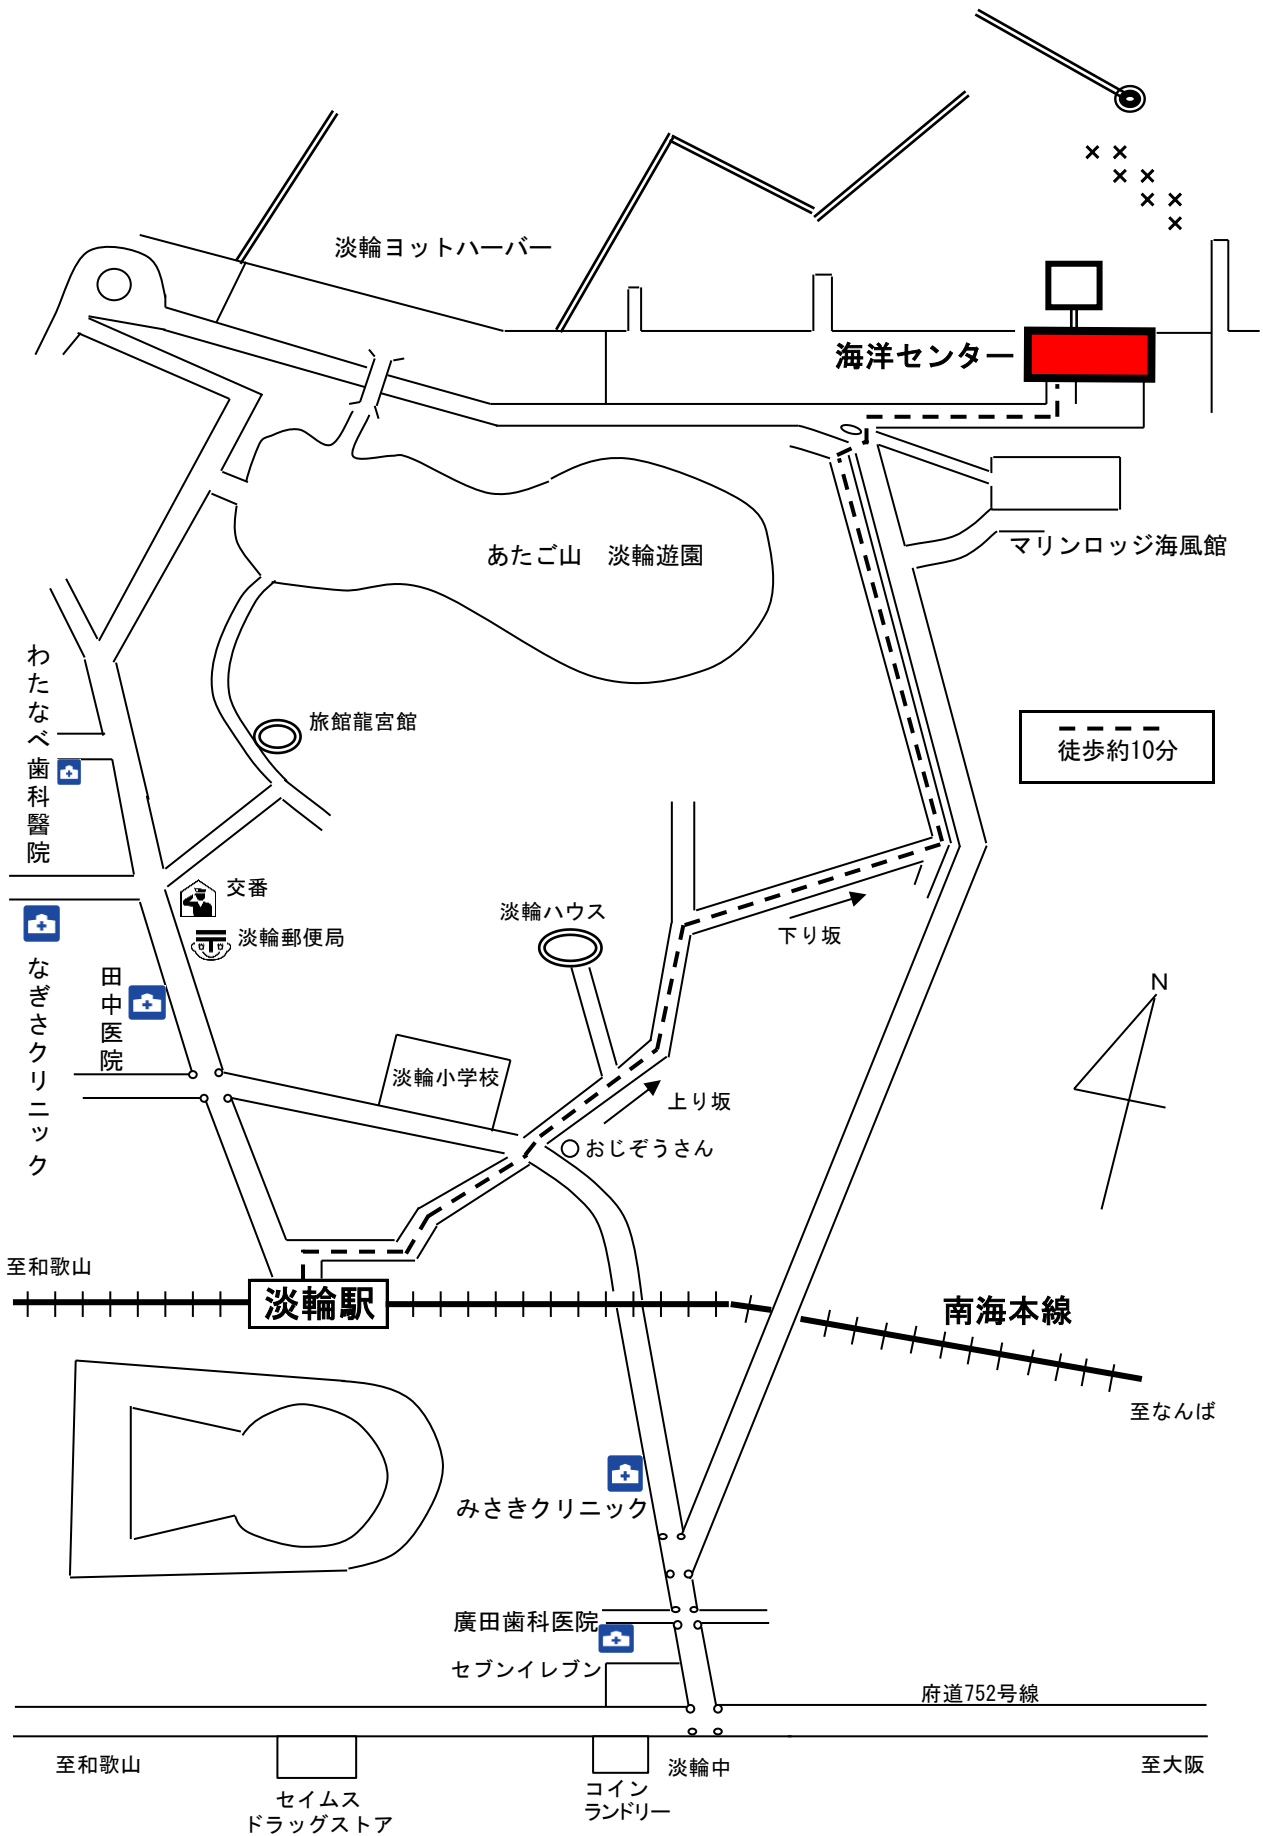 淡輪ヨットハーバー
海洋センター
あたご山　淡輪遊園
マリンロッジ海風館
わたなべ歯科醫院
旅館龍宮館
徒歩約10分
交番
淡輪郵便局
淡輪ハウス
下り坂
なぎさクリニック
田中医院
N
淡輪小学校
上り坂
おじぞうさん
至和歌山
淡輪駅
南海本線
至なんば
みさきクリニック
廣田歯科医院
セブンイレブン
府道752号線
至和歌山
淡輪中
至大阪
セイムス
ドラッグストア
コイン
ランドリー